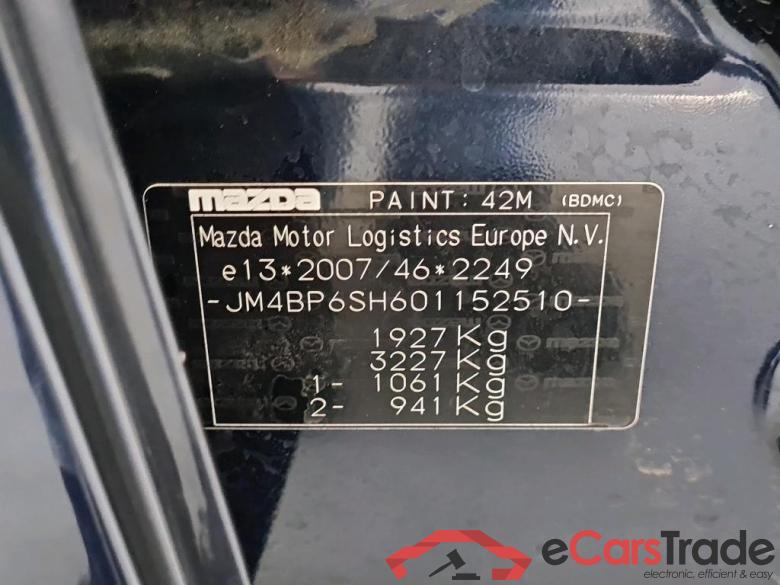 mazda PAINT: 42M (BDMC)
Mazda Motor Logistics Europe N.V.
e13*2007/46*2249
-JM4BP6SH601152510-
1927 Kg
3227 Kg
1- 1061 Kg
2- 941 Kg
eCarsTrade
electronic, efficient & easy